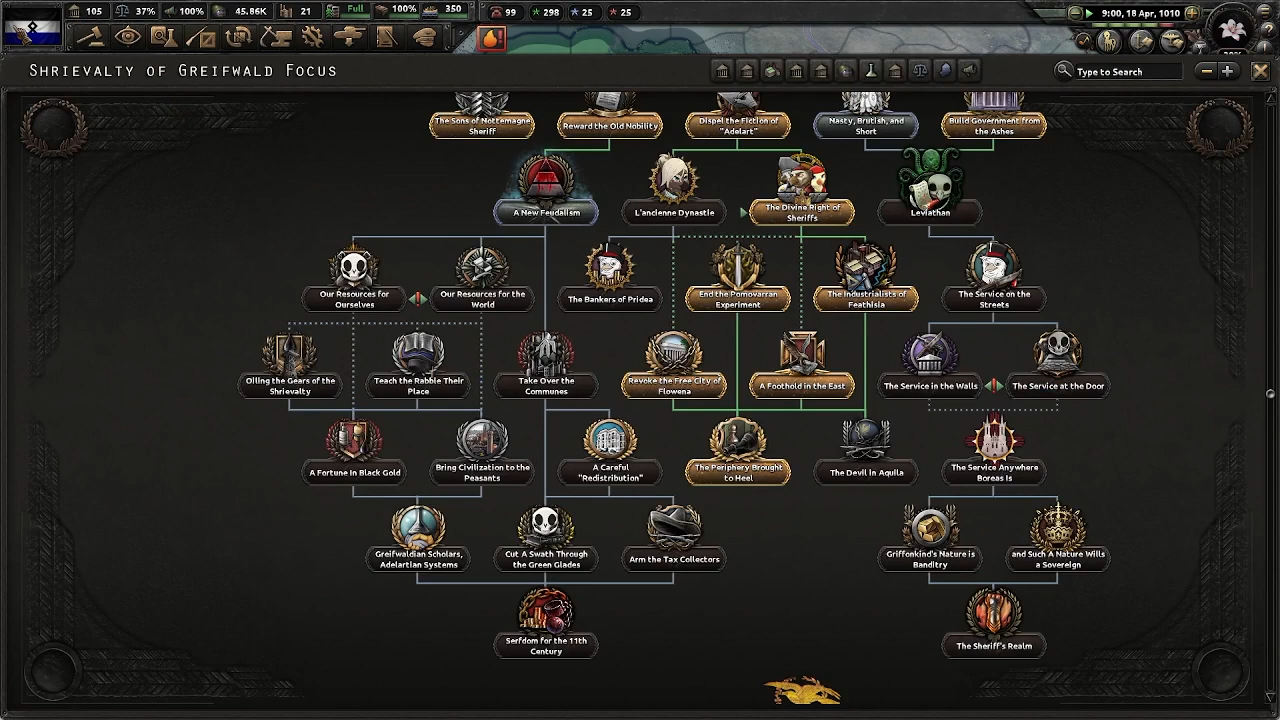 105 37% 100% 45.86K 21 Full 100% 350 99 298 25 25 9:00, 18 Apr, 1010
Shrievalty of Greifwald Focus
Type to Search
The Sons of Nottemagne Sheriff
Reward the Old Nobility
Dispel the Fiction of "Adelart"
Nasty, Brutish, and Short
Build Government from the Ashes
A New Feudalism
L'ancienne Dynastie
The Divine Right of Sheriffs
Leviathan
Our Resources for Ourselves
Our Resources for the World
The Bankers of Pridea
End the Pomovarran Experiment
The Industrialists of Feathisia
The Service on the Streets
Oiling the Gears of the Shrievalty
Teach the Rabble Their Place
Take Over the Communes
Revoke the Free City of Flowena
A Foothold in the East
The Service in the Walls
The Service at the Door
A Fortune In Black Gold
Bring Civilization to the Peasants
A Careful "Redistribution"
The Periphery Brought to Heel
The Devil in Aquila
The Service Anywhere Boreas Is
Greifwaldian Scholars, Adelartian Systems
Cut A Swath Through the Green Glades
Arm the Tax Collectors
Griffonkind's Nature is Banditry
and Such A Nature Wills a Sovereign
Serfdom for the 11th Century
The Sheriff's Realm